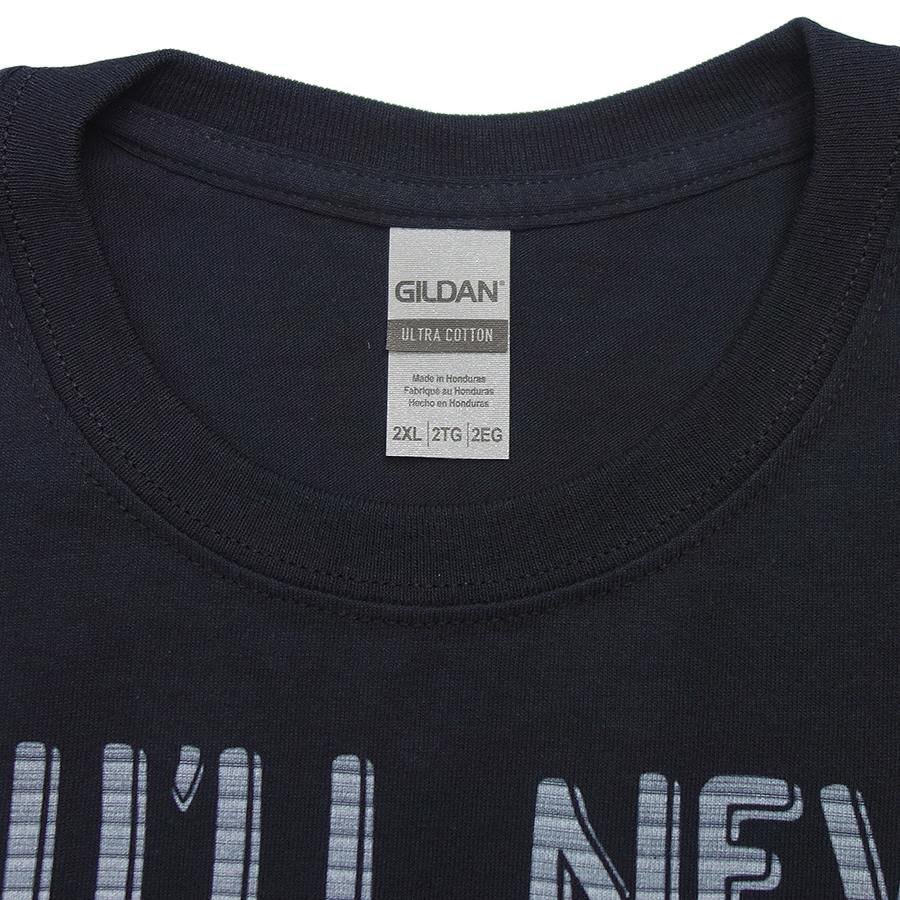 GILDAN®
ULTRA COTTON
Made in Honduras
Fabriqué au Honduras
Hecho en Honduras
2XL | 2TG | 2EG